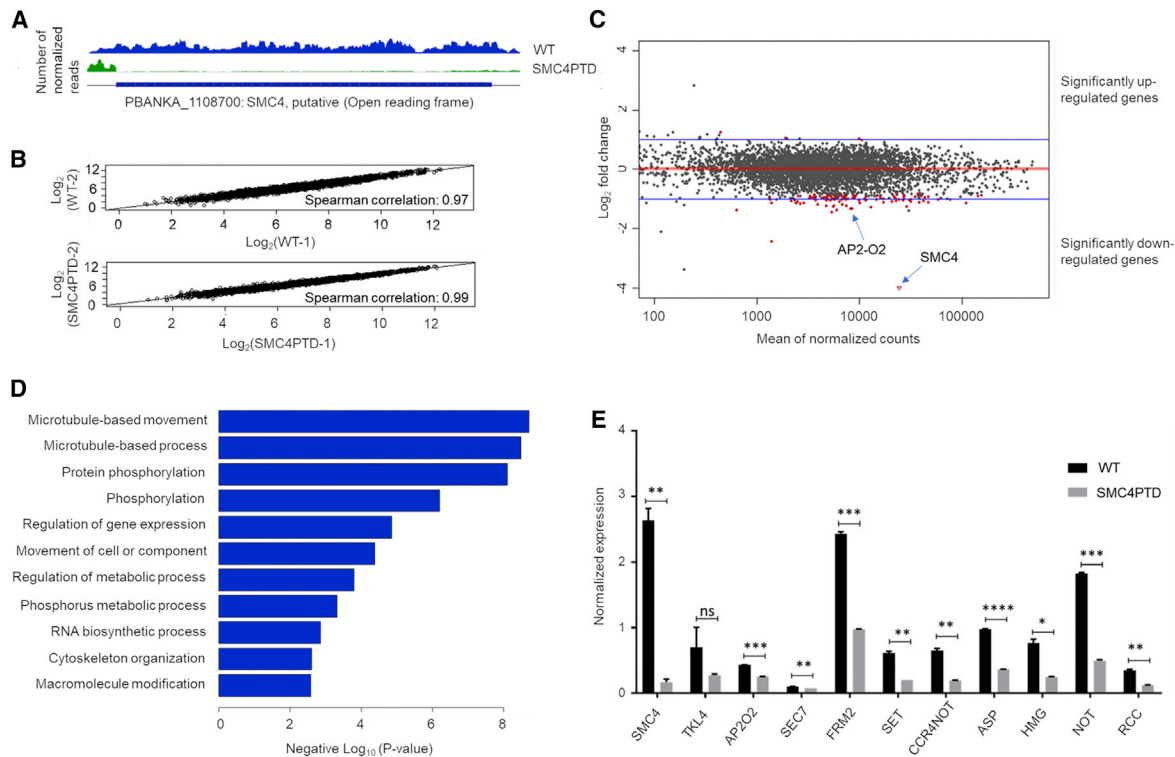 A
Number of
normalized
reads
WT
SMC4PTD
PBANKA_1108700: SMC4, putative (Open reading frame)
B
Log2
(WT-2)
12
6
0
Spearman correlation: 0.97
0 2 4 6 8 10 12
Log2(WT-1)
Log2
(SMC4PTD-2)
12
6
0
Spearman correlation: 0.99
0 2 4 6 8 10 12
Log2(SMC4PTD-1)
C
Log2 fold change
4
2
0
-2
-4
AP2-O2
SMC4
100 1000 10000 100000
Mean of normalized counts
Significantly up-
regulated genes
Significantly down-
regulated genes
D
Microtubule-based movement
Microtubule-based process
Protein phosphorylation
Phosphorylation
Regulation of gene expression
Movement of cell or component
Regulation of metabolic process
Phosphorus metabolic process
RNA biosynthetic process
Cytoskeleton organization
Macromolecule modification
0 2 4 6 8
Negative Log10 (P-value)
E
Normalized expression
4
3
2
1
0
WT
SMC4PTD
** ns *** ** *** ** ** **** * *** **
SMC4 TKL4 AP2O2 SEC7 FRM2 SET CCR4NOT ASP HMG NOT RCC